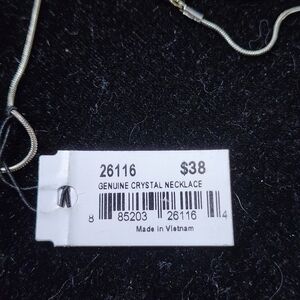 26116 $38
GENUINE CRYSTAL NECKLACE
8 85203 26116 4
Made in Vietnam